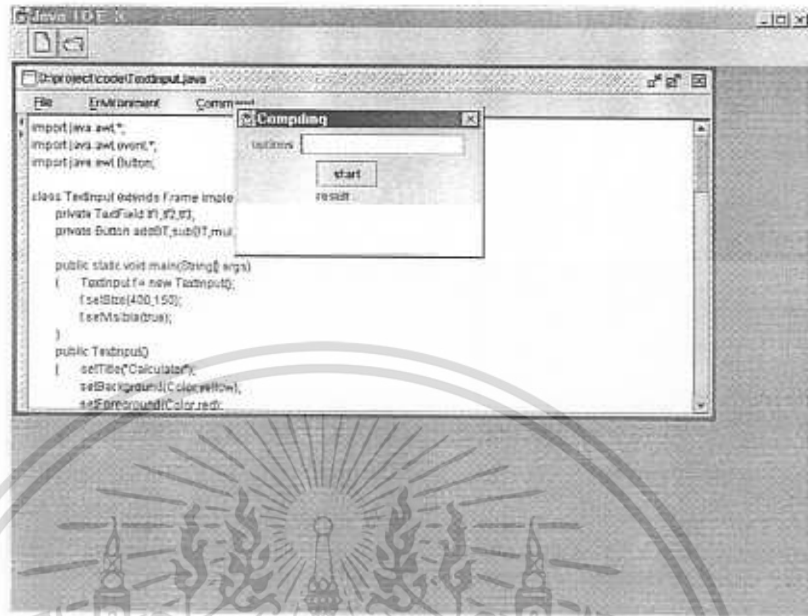 Java IDE
D:\project\code\TextInput.java
File Environment Command
import java.awt.*;
import java.awt.event.*;
import java.awt.Button;
class TextInput extends Frame imple
private TextField tf1,tf2,tf3;
private Button addBT,subBT,mul
public static void main(String[] args)
{ TextInput f = new TextInput();
f.setSize(400,150);
f.setVisible(true);
}
public TextInput()
{ setTitle("Calculator");
setBackground(Color.yellow);
setForeground(Color.red);
Compiling
options
start
result